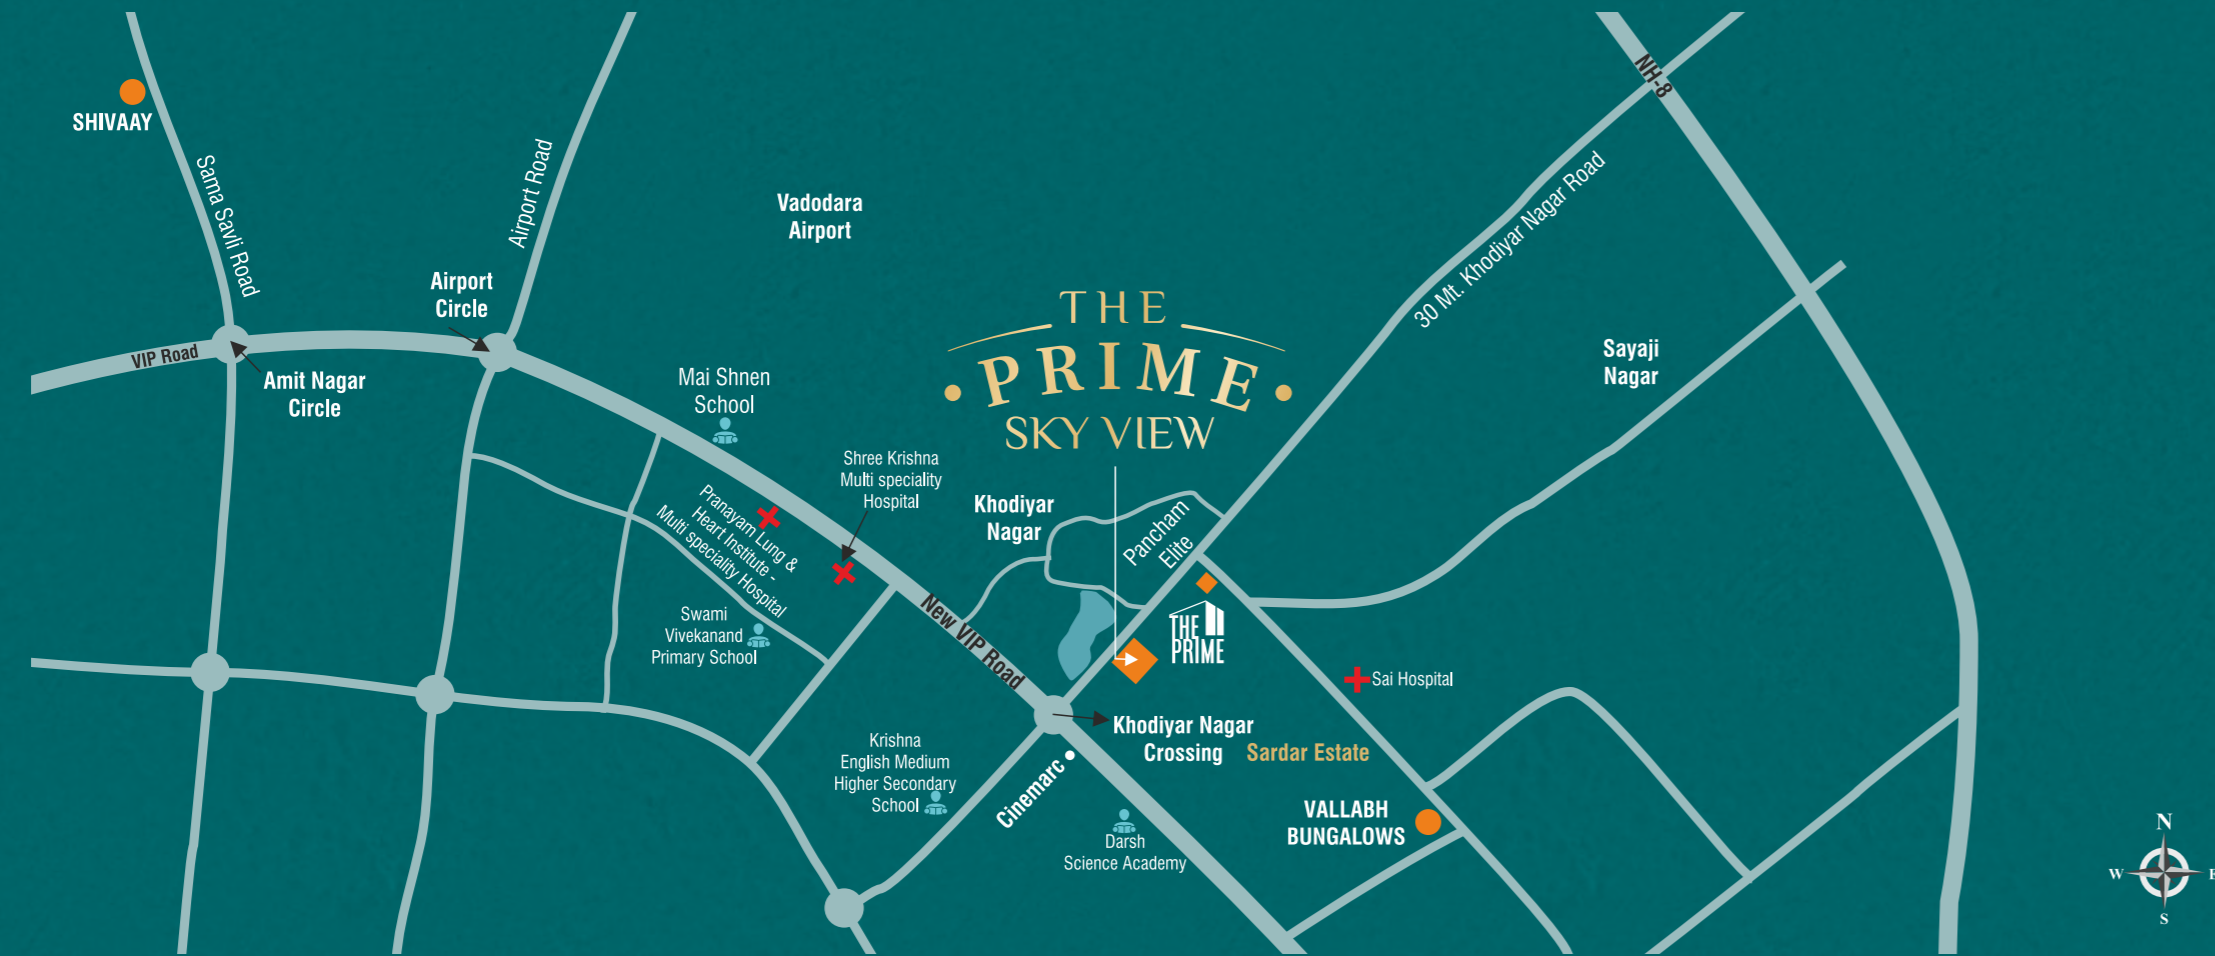 SHIVAAY
Sama Savli Road
Airport Road
NH-8
Vadodara
Airport
30 Mt. Khodiyar Nagar Road
Airport
Circle
VIP Road
Amit Nagar
Circle
THE
PRIME
SKY VIEW
Sayaji
Nagar
Mai Shnen
School
Shree Krishna
Multi speciality
Hospital
Pranayam Lung &
Heart Institute -
Multi speciality Hospital
Khodiyar
Nagar
Pancham
Elite
New VIP Road
THE
PRIME
Swami
Vivekanand
Primary School
Sai Hospital
Khodiyar Nagar
Crossing
Sardar Estate
Krishna
English Medium
Higher Secondary
School
Cinemarc
VALLABH
BUNGALOWS
Darsh
Science Academy
N
W E
S